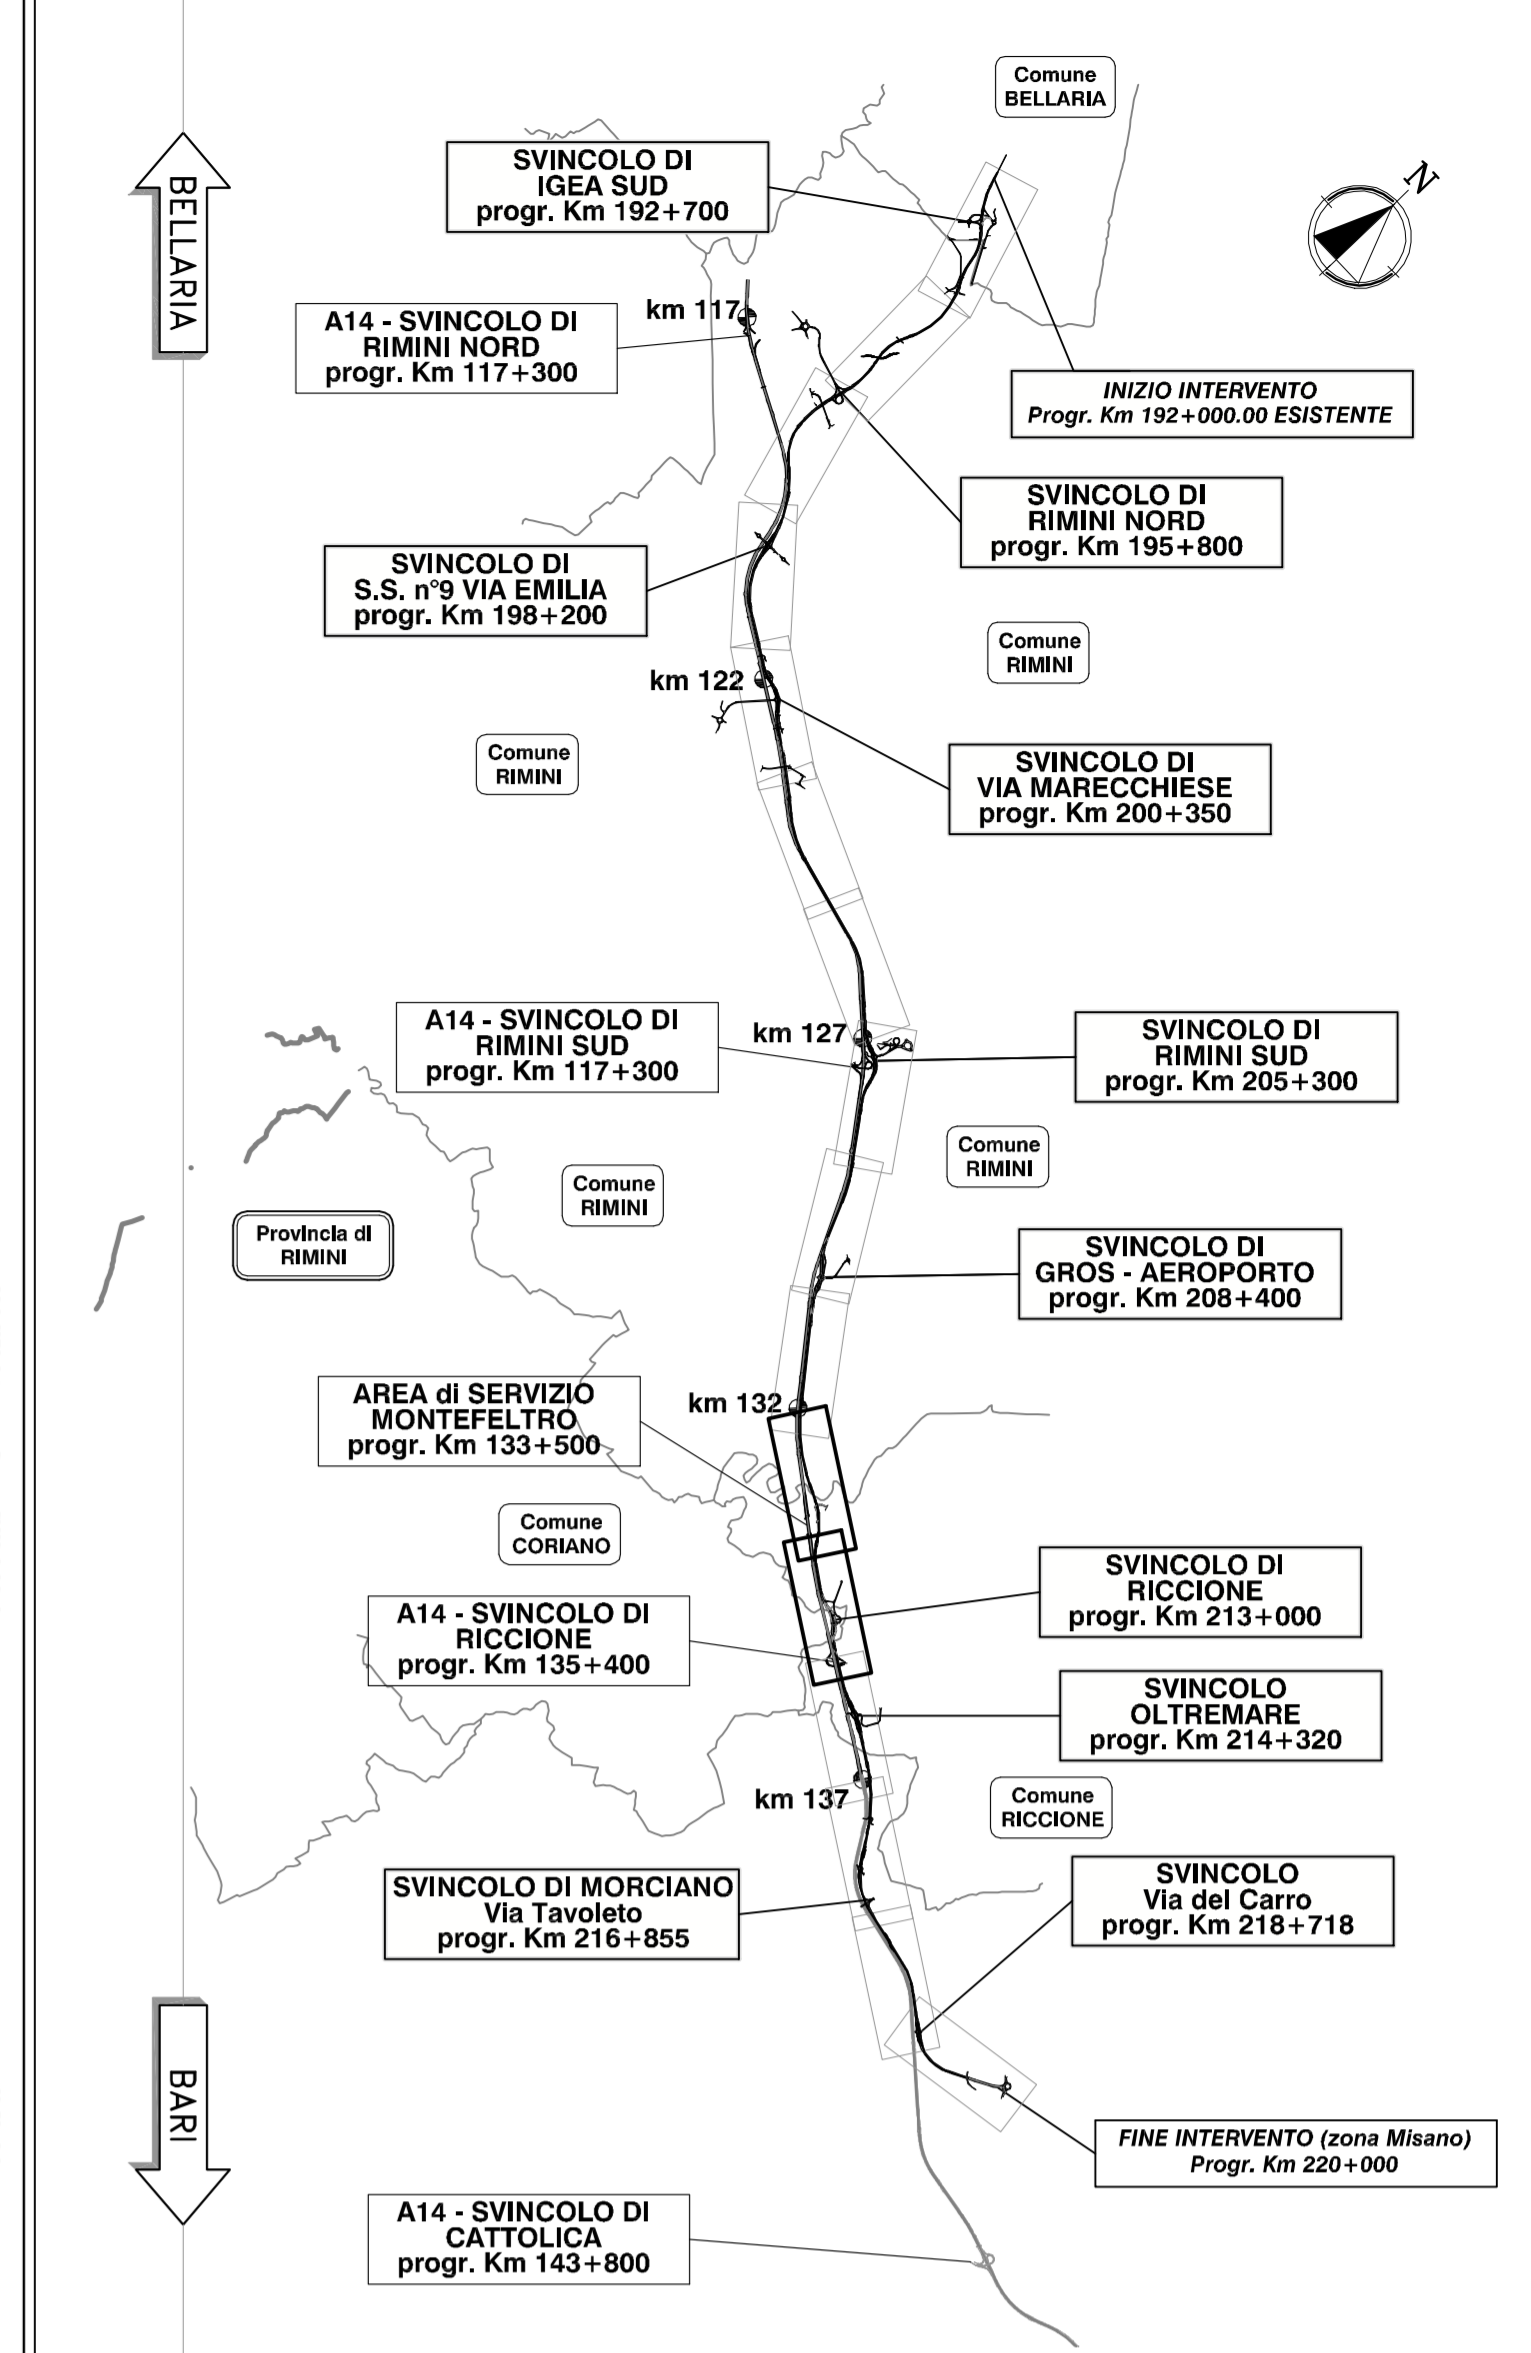 Comune
BELLARIA
BELLARIA
SVINCOLO DI
IGEA SUD
progr. Km 192+700
N
A14 - SVINCOLO DI
RIMINI NORD
progr. Km 117+300
km 117
INIZIO INTERVENTO
Progr. Km 192+000.00 ESISTENTE
SVINCOLO DI
RIMINI NORD
progr. Km 195+800
SVINCOLO DI
S.S. n°9 VIA EMILIA
progr. Km 198+200
Comune
RIMINI
km 122
Comune
RIMINI
SVINCOLO DI
VIA MARECCHIESE
progr. Km 200+350
A14 - SVINCOLO DI
RIMINI SUD
progr. Km 117+300
km 127
SVINCOLO DI
RIMINI SUD
progr. Km 205+300
Comune
RIMINI
Comune
RIMINI
Provincia di
RIMINI
SVINCOLO DI
GROS - AEROPORTO
progr. Km 208+400
AREA di SERVIZIO
MONTEFELTRO
progr. Km 133+500
km 132
Comune
CORIANO
SVINCOLO DI
RICCIONE
progr. Km 213+000
A14 - SVINCOLO DI
RICCIONE
progr. Km 135+400
SVINCOLO
OLTREMARE
progr. Km 214+320
km 137
Comune
RICCIONE
SVINCOLO DI MORCIANO
Via Tavoleto
progr. Km 216+855
SVINCOLO
Via del Carro
progr. Km 218+718
BARI
FINE INTERVENTO (zona Misano)
Progr. Km 220+000
A14 - SVINCOLO DI
CATTOLICA
progr. Km 143+800